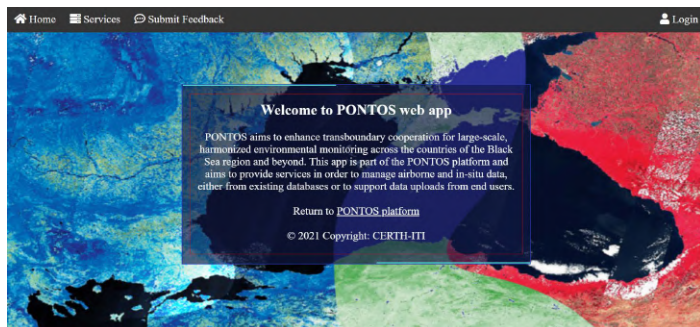 Home Services Submit Feedback Login
Welcome to PONTOS web app
PONTOS aims to enhance transboundary cooperation for large-scale,
harmonized environmental monitoring across the countries of the Black
Sea region and beyond. This app is part of the PONTOS platform and
aims to provide services in order to manage airborne and in-situ data,
either from existing databases or to support data uploads from end users.
Return to PONTOS platform
© 2021 Copyright: CERTH-ITI